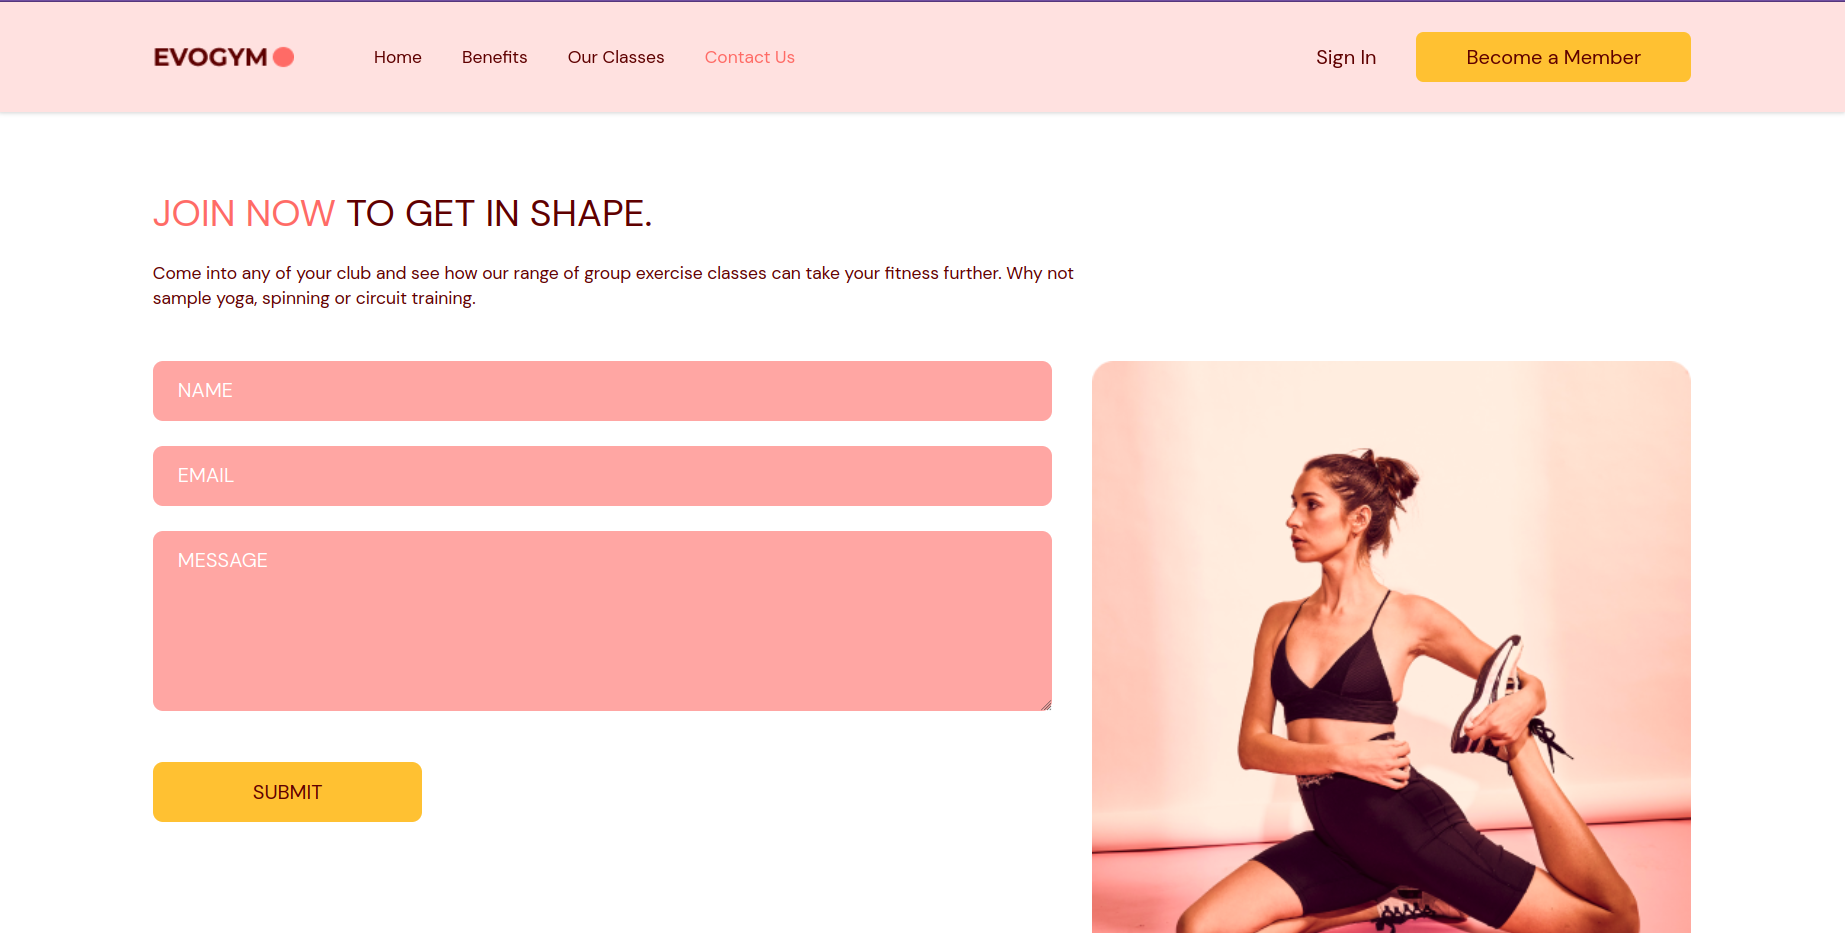 EVOGYM
Home
Benefits
Our Classes
Contact Us
Sign In
Become a Member
JOIN NOW TO GET IN SHAPE.
Come into any of your club and see how our range of group exercise classes can take your fitness further. Why not
sample yoga, spinning or circuit training.
NAME
EMAIL
MESSAGE
SUBMIT